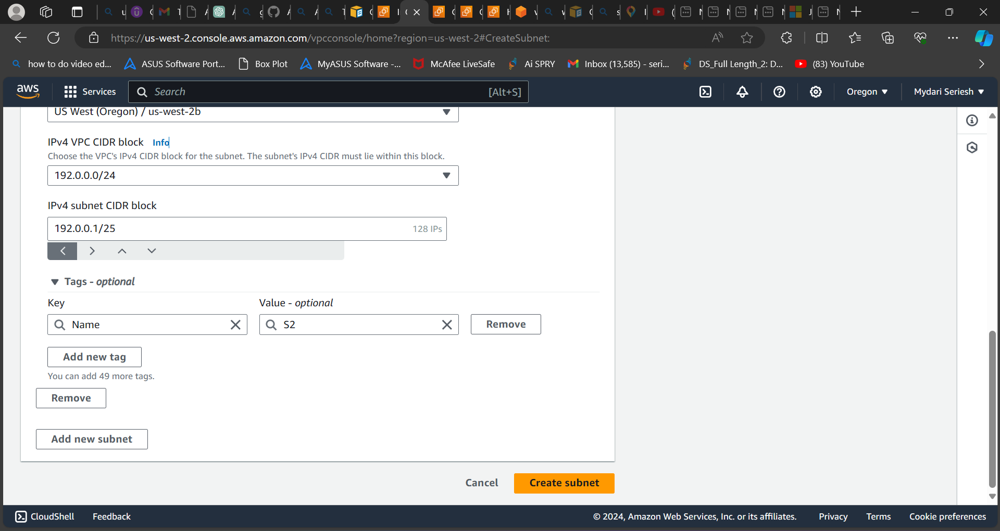 https://us-west-2.console.aws.amazon.com/vpcconsole/home?region=us-west-2#CreateSubnet:
how to do video ed... ASUS Software Port... Box Plot MyASUS Software -... McAfee LiveSafe Ai SPRY Inbox (13,585) - seri... DS_Full Length_2: D... (83) YouTube
aws Services Search [Alt+S] Oregon Mydari Seriesh
US West (Oregon) / us-west-2b
IPv4 VPC CIDR block Info
Choose the VPC's IPv4 CIDR block for the subnet. The subnet's IPv4 CIDR must lie within this block.
192.0.0.0/24
IPv4 subnet CIDR block
192.0.0.1/25 128 IPs
Tags - optional
Key Value - optional
Name S2 Remove
Add new tag
You can add 49 more tags.
Remove
Add new subnet
Cancel Create subnet
CloudShell Feedback © 2024, Amazon Web Services, Inc. or its affiliates. Privacy Terms Cookie preferences